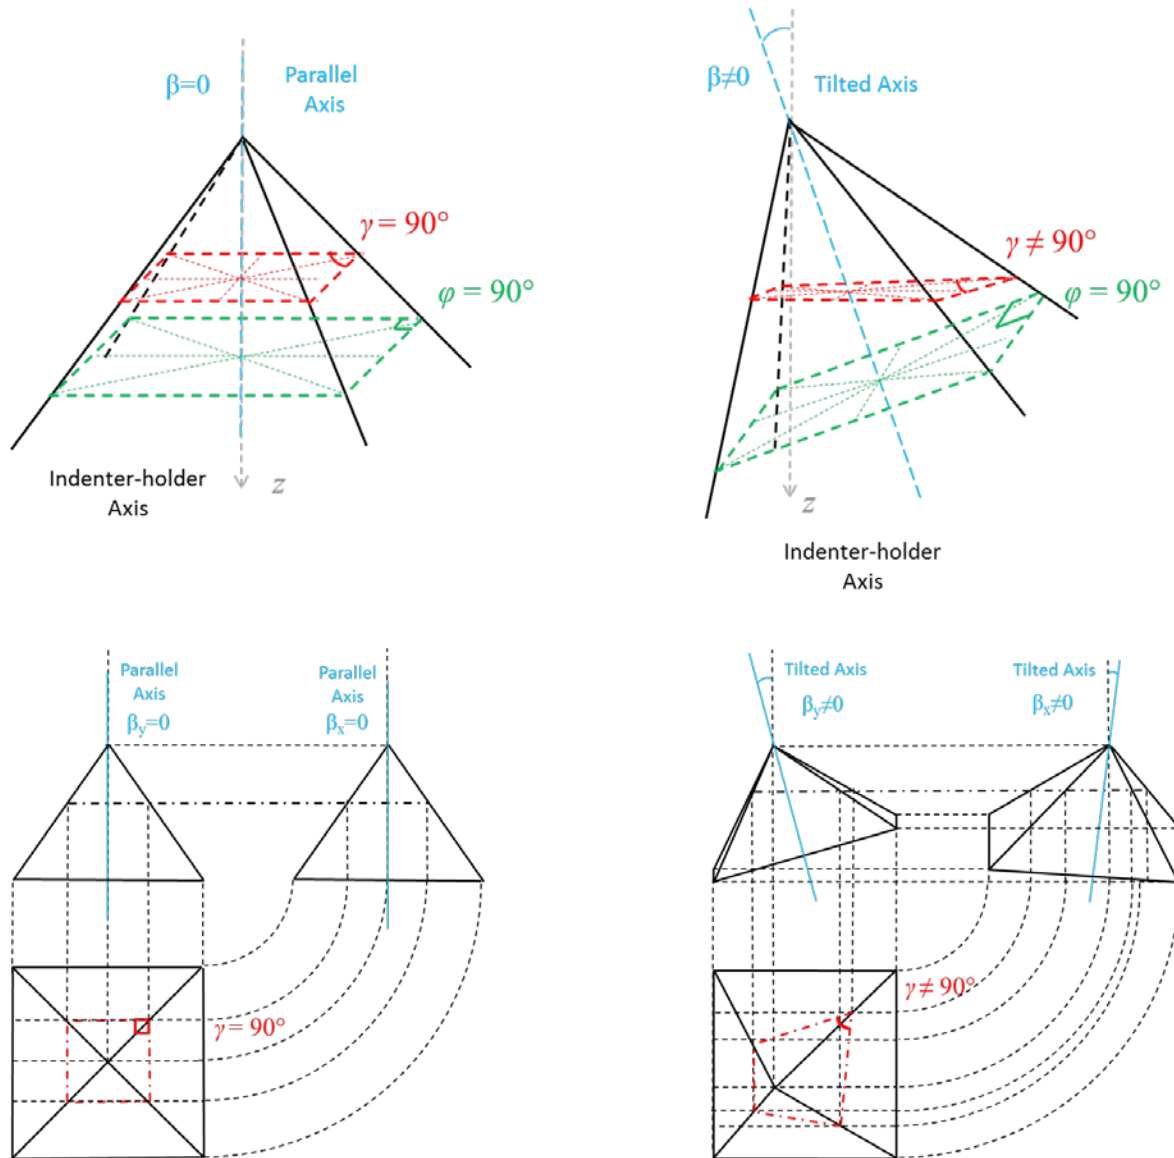 β=0
Parallel
Axis
γ = 90°
φ = 90°
Indenter-holder
Axis
z
β≠0
Tilted Axis
γ ≠ 90°
φ = 90°
z
Indenter-holder
Axis
Parallel
Axis
βy=0
Parallel
Axis
βx=0
γ = 90°
Tilted Axis
βy≠0
Tilted Axis
βx≠0
γ ≠ 90°